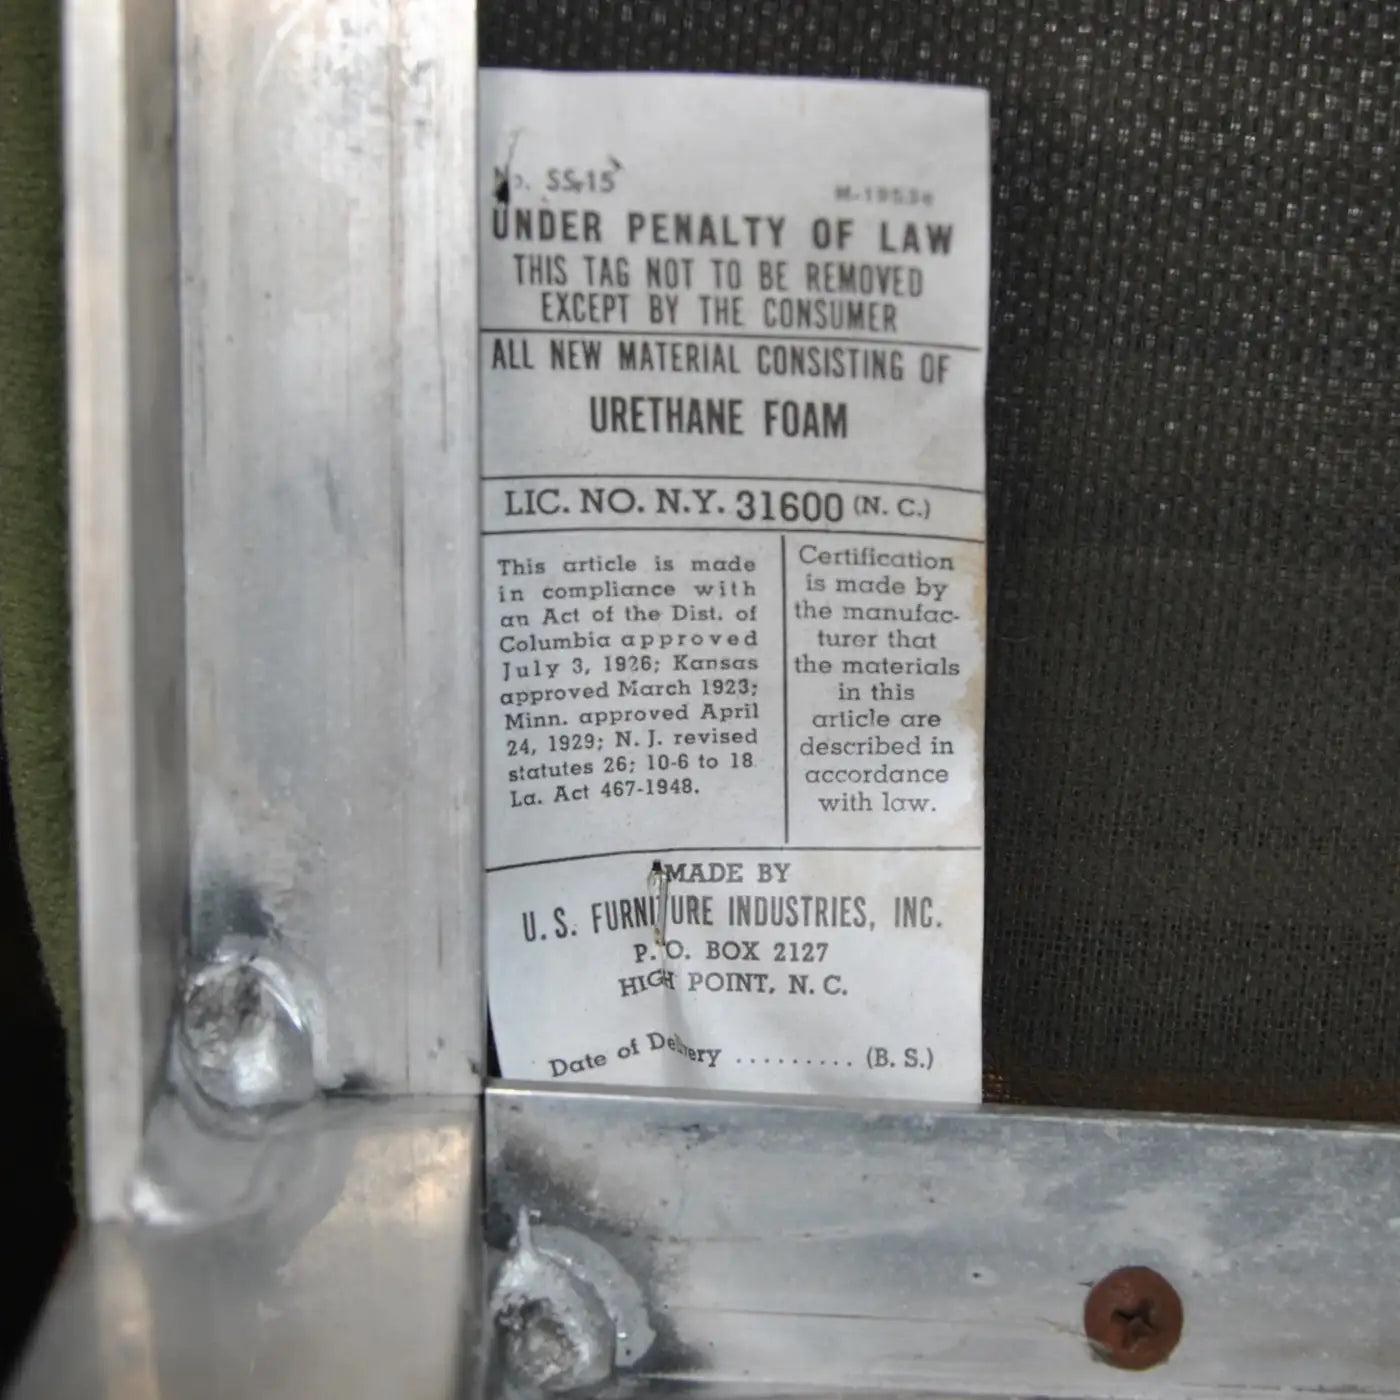 No. SS-15 M-1953e
UNDER PENALTY OF LAW
THIS TAG NOT TO BE REMOVED
EXCEPT BY THE CONSUMER
ALL NEW MATERIAL CONSISTING OF
URETHANE FOAM
LIC. NO. N.Y. 31600 (N. C.)
This article is made
in compliance with
an Act of the Dist. of
Columbia approved
July 3, 1926; Kansas
approved March 1923;
Minn. approved April
24, 1929; N. J. revised
statutes 26; 10-6 to 18
La. Act 467-1948.
Certification
is made by
the manufac-
turer that
the materials
in this
article are
described in
accordance
with law.
MADE BY
U.S. FURNITURE INDUSTRIES, INC.
P. O. BOX 2127
HIGH POINT, N. C.
Date of Delivery ......... (B. S.)